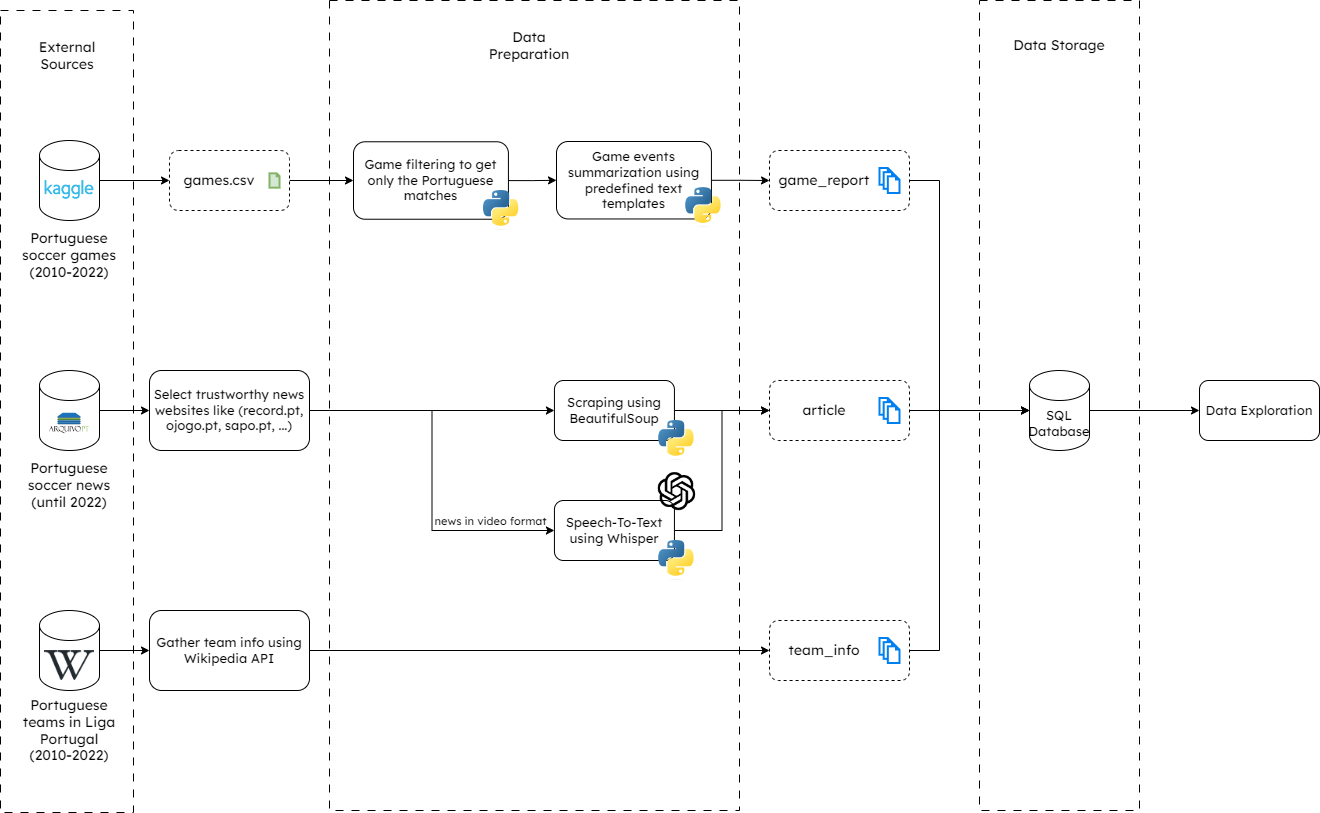 External
Sources
Data
Preparation
Data Storage
kaggle
Portuguese
soccer games
(2010-2022)
games.csv
Game filtering to get
only the Portuguese
matches
Game events
summarization using
predefined text
templates
game_report
ARQUIVO.PT
Portuguese
soccer news
(until 2022)
Select trustworthy news
websites like (record.pt,
ojogo.pt, sapo.pt, ...)
Scraping using
BeautifulSoup
news in video format
Speech-To-Text
using Whisper
article
SQL
Database
Data Exploration
W
Portuguese
teams in Liga
Portugal
(2010-2022)
Gather team info using
Wikipedia API
team_info